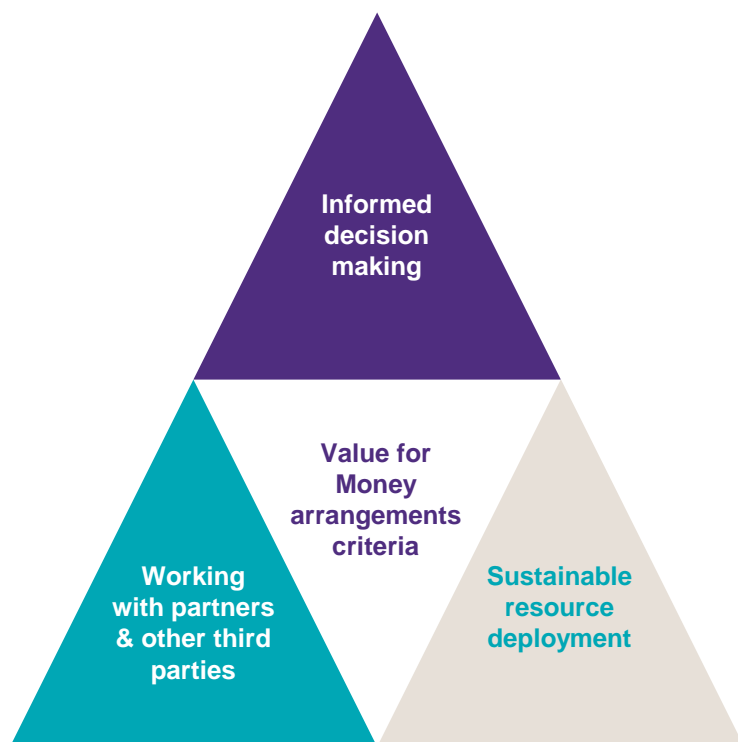 Informed
decision
making
Value for
Money
arrangements
criteria
Working
with partners
& other third
parties
Sustainable
resource
deployment